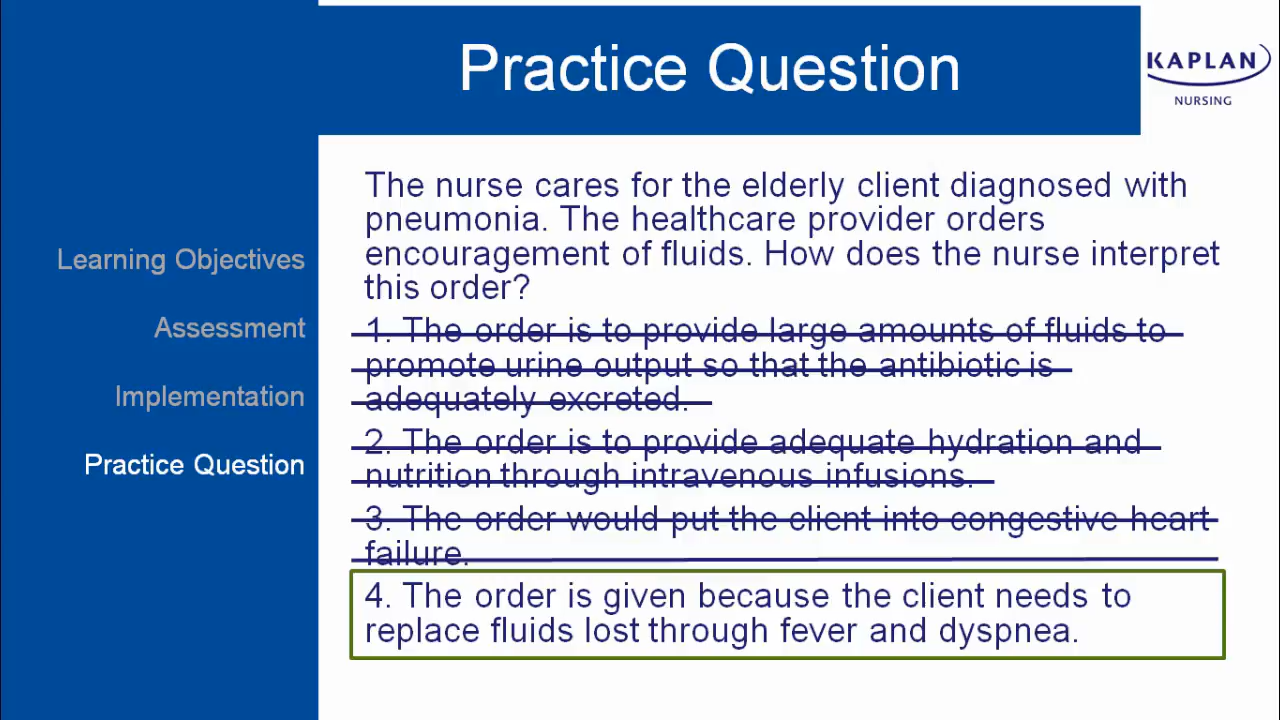 Practice Question
KAPLAN
NURSING
Learning Objectives
Assessment
Implementation
Practice Question
The nurse cares for the elderly client diagnosed with
pneumonia. The healthcare provider orders
encouragement of fluids. How does the nurse interpret
this order?
1. The order is to provide large amounts of fluids to
promote urine output so that the antibiotic is
adequately excreted.
2. The order is to provide adequate hydration and
nutrition through intravenous infusions.
3. The order would put the client into congestive heart
failure.
4. The order is given because the client needs to
replace fluids lost through fever and dyspnea.